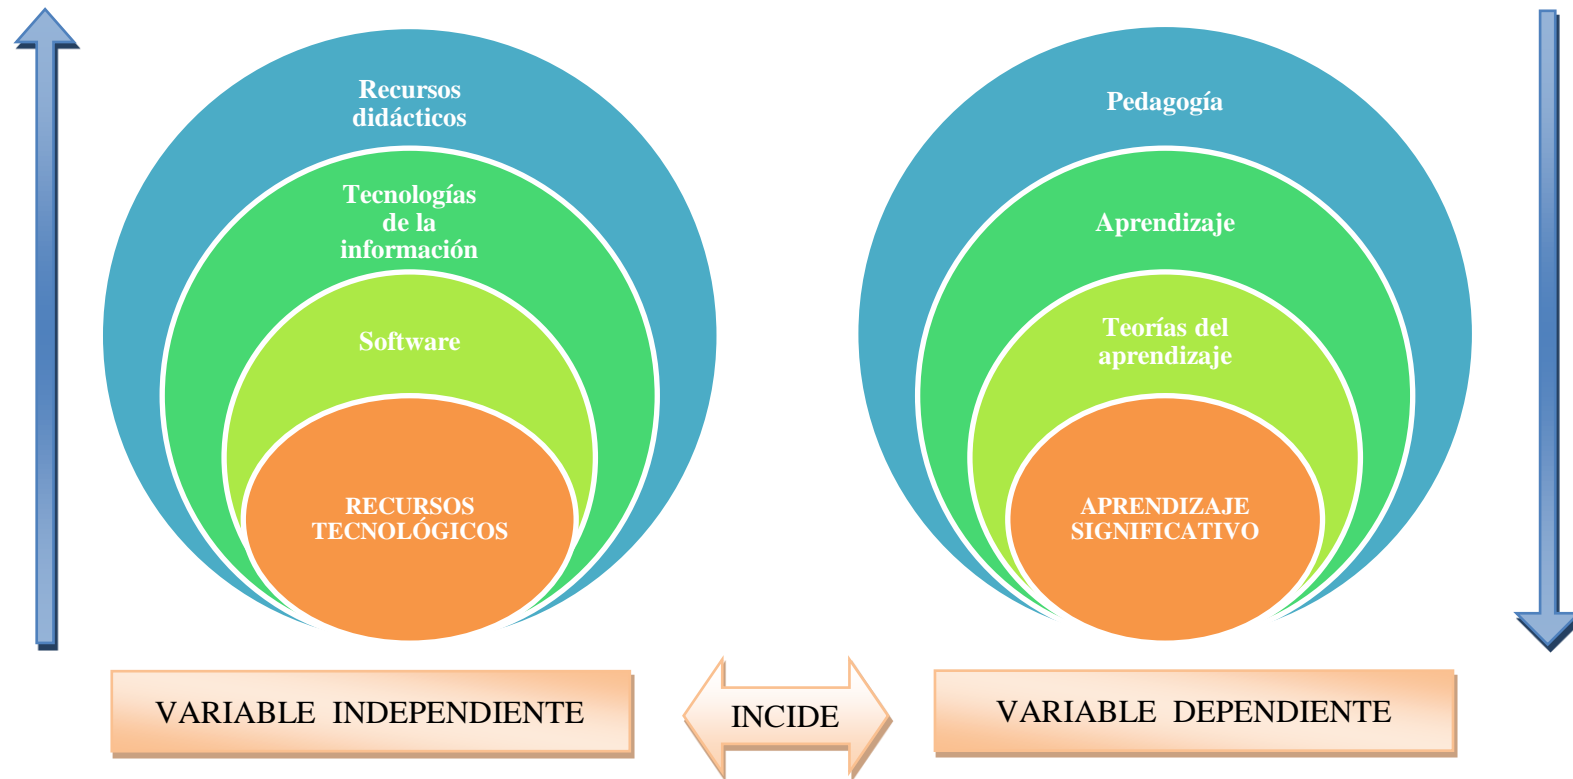 Recursos
didácticos
Tecnologías
de la
información
Software
RECURSOS
TECNOLÓGICOS
Pedagogía
Aprendizaje
Teorías del
aprendizaje
APRENDIZAJE
SIGNIFICATIVO
VARIABLE INDEPENDIENTE
INCIDE
VARIABLE DEPENDIENTE